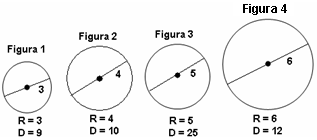 Figura 1
3
R = 3
D = 9
Figura 2
4
R = 4
D = 10
Figura 3
5
R = 5
D = 25
Figura 4
6
R = 6
D = 12